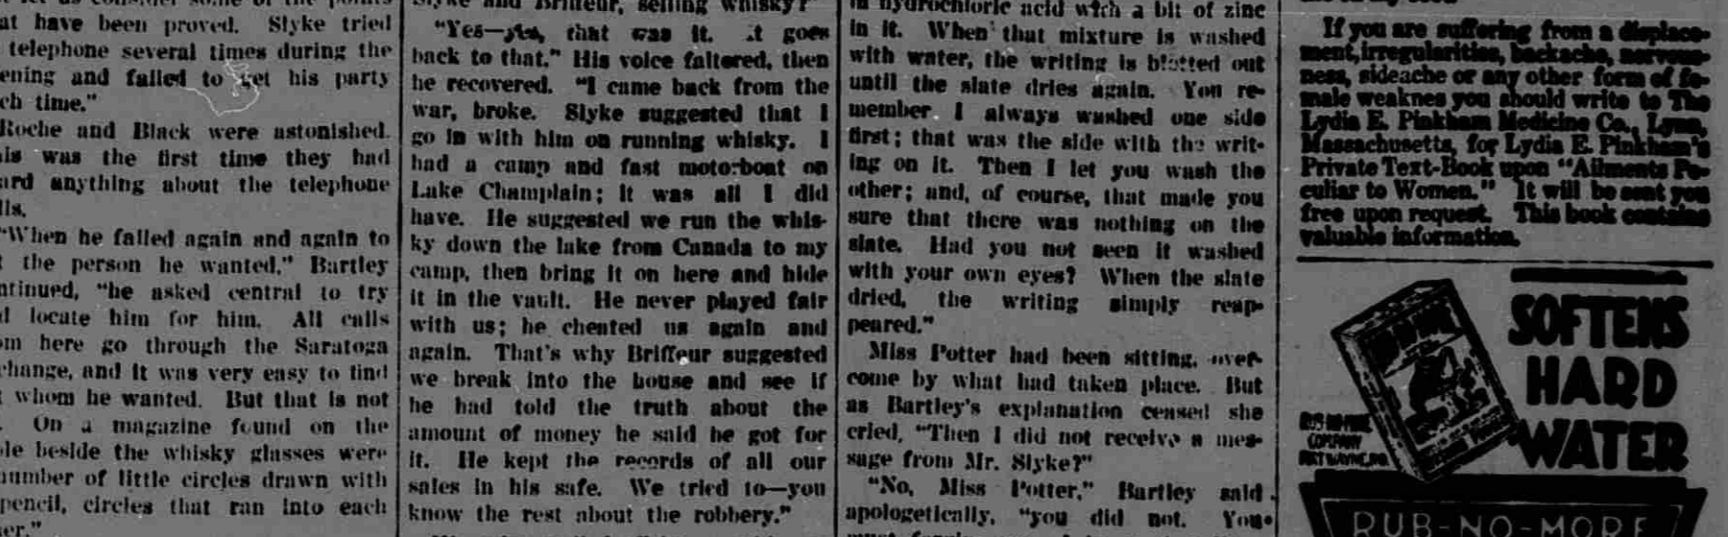 at have been proved. Slyke tried
telephone several times during the
ening and failed to get his party
ch time."
Roche and Black were astonished.
is was the first time they had
ard anything about the telephone
lls.
"When he failed again and again to
the person he wanted," Bartley
ntinued, "he asked central to try
d locate him for him. All calls
om here go through the Saratoga
change, and it was very easy to find
whom he wanted. But that is not
. On a magazine found on the
le beside the whisky glasses were
number of little circles drawn with
pencil, circles that ran into each
er."
Slyke and Briffeur, selling whisky?"
"Yes—yes, that was it. It goes
back to that." His voice faltered, then
he recovered. "I came back from the
war, broke. Slyke suggested that I
go in with him on running whisky. I
had a camp and fast motor-boat on
Lake Champlain; it was all I did
have. He suggested we run the whis-
ky down the lake from Canada to my
camp, then bring it on here and hide
it in the vault. He never played fair
with us; he cheated us again and
again. That's why Briffeur suggested
we break into the house and see if
he had told the truth about the
amount of money he said he got for
it. He kept the records of all our
sales in his safe. We tried to—you
know the rest about the robbery."
in hydrochloric acid with a bit of zinc
in it. When that mixture is washed
with water, the writing is blotted out
until the slate dries again. You re-
member I always washed one side
first; that was the side with the writ-
ing on it. Then I let you wash the
other; and, of course, that made you
sure that there was nothing on the
slate. Had you not seen it washed
with your own eyes? When the slate
dried, the writing simply reap-
peared."
Miss Potter had been sitting, over-
come by what had taken place. But
as Bartley's explanation ceased she
cried, "Then I did not receive a mes-
sage from Mr. Slyke?"
"No, Miss Potter," Bartley said
apologetically, "you did not. You
If you are suffering from a displace-
ment, irregularities, backache, nervous-
ness, sideache or any other form of fe-
male weaknes you should write to The
Lydia E. Pinkham Medicine Co., Lynn,
Massachusetts, for Lydia E. Pinkham's
Private Text-Book upon "Ailments Pe-
culiar to Women." It will be sent you
free upon request. This book contains
valuable information.
SOFTENS
HARD
WATER
RUB-NO-MORE
COMPANY
FT WAYNE, IND.
RUB-NO-MORE